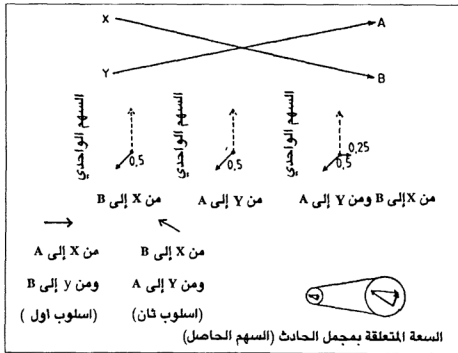 X
A
Y
B
السهم الواحدي
السهم الواحدي
السهم الواحدي
0,5
0,5
0,25
0,5
من X إلى B
من Y إلى A
من X إلى B ومن Y إلى A
من X إلى A
ومن y إلى B
(اسلوب اول )
من X إلى B
ومن Y إلى A
(اسلوب ثان)
السعة المتعلقة بمجمل الحادث (السهم الحاصل)